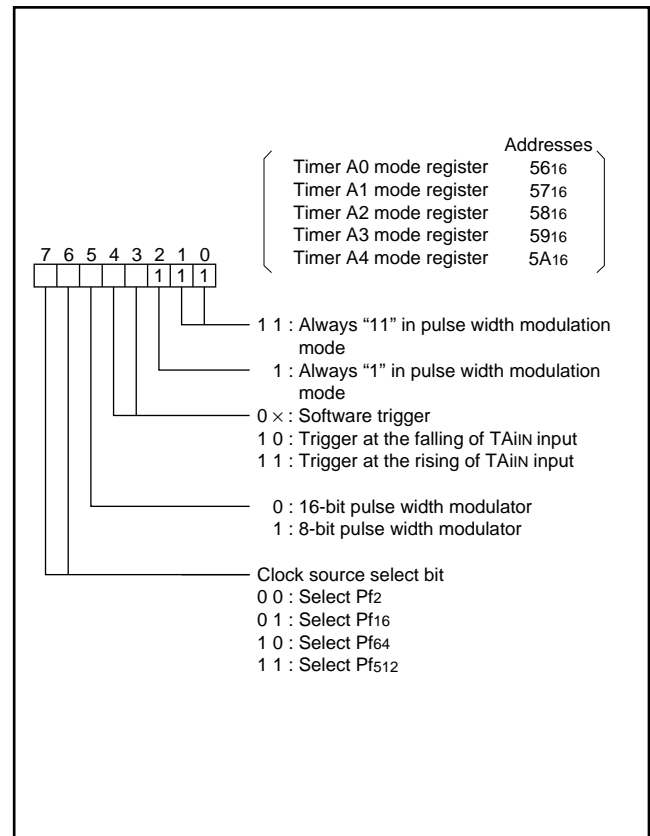 Addresses
Timer A0 mode register 5616
Timer A1 mode register 5716
Timer A2 mode register 5816
Timer A3 mode register 5916
Timer A4 mode register 5A16
7 6 5 4 3 2 1 0
1 1 1
1 1 : Always “11” in pulse width modulation
mode
1 : Always “1” in pulse width modulation
mode
0 × : Software trigger
1 0 : Trigger at the falling of TAiIN input
1 1 : Trigger at the rising of TAiIN input
0 : 16-bit pulse width modulator
1 : 8-bit pulse width modulator
Clock source select bit
0 0 : Select Pf2
0 1 : Select Pf16
1 0 : Select Pf64
1 1 : Select Pf512